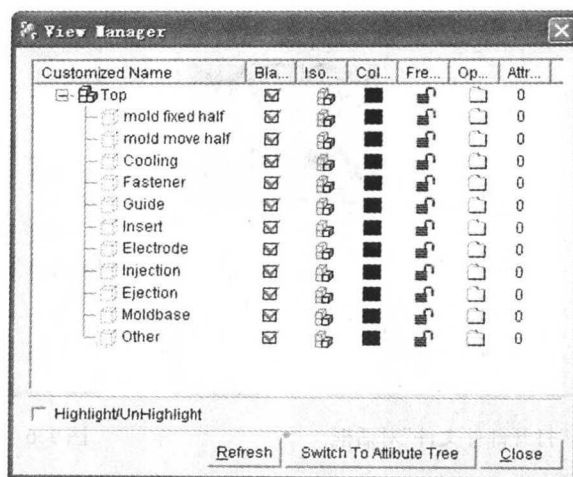 View Manager
Customized Name Bla... Iso... Col... Fre... Op... Attr...
Top 0
mold fixed half 0
mold move half 0
Cooling 0
Fastener 0
Guide 0
Insert 0
Electrode 0
Injection 0
Ejection 0
Moldbase 0
Other 0
Highlight/UnHighlight
Refresh Switch To Attibute Tree Close